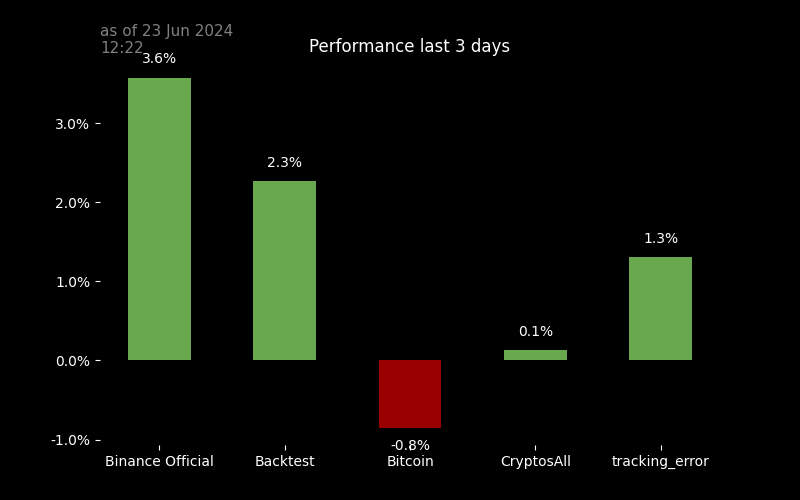 as of 23 Jun 2024
12:22
Performance last 3 days
3.6%
2.3%
-0.8%
0.1%
1.3%
3.0%
2.0%
1.0%
0.0%
-1.0%
Binance Official
Backtest
Bitcoin
CryptosAll
tracking_error